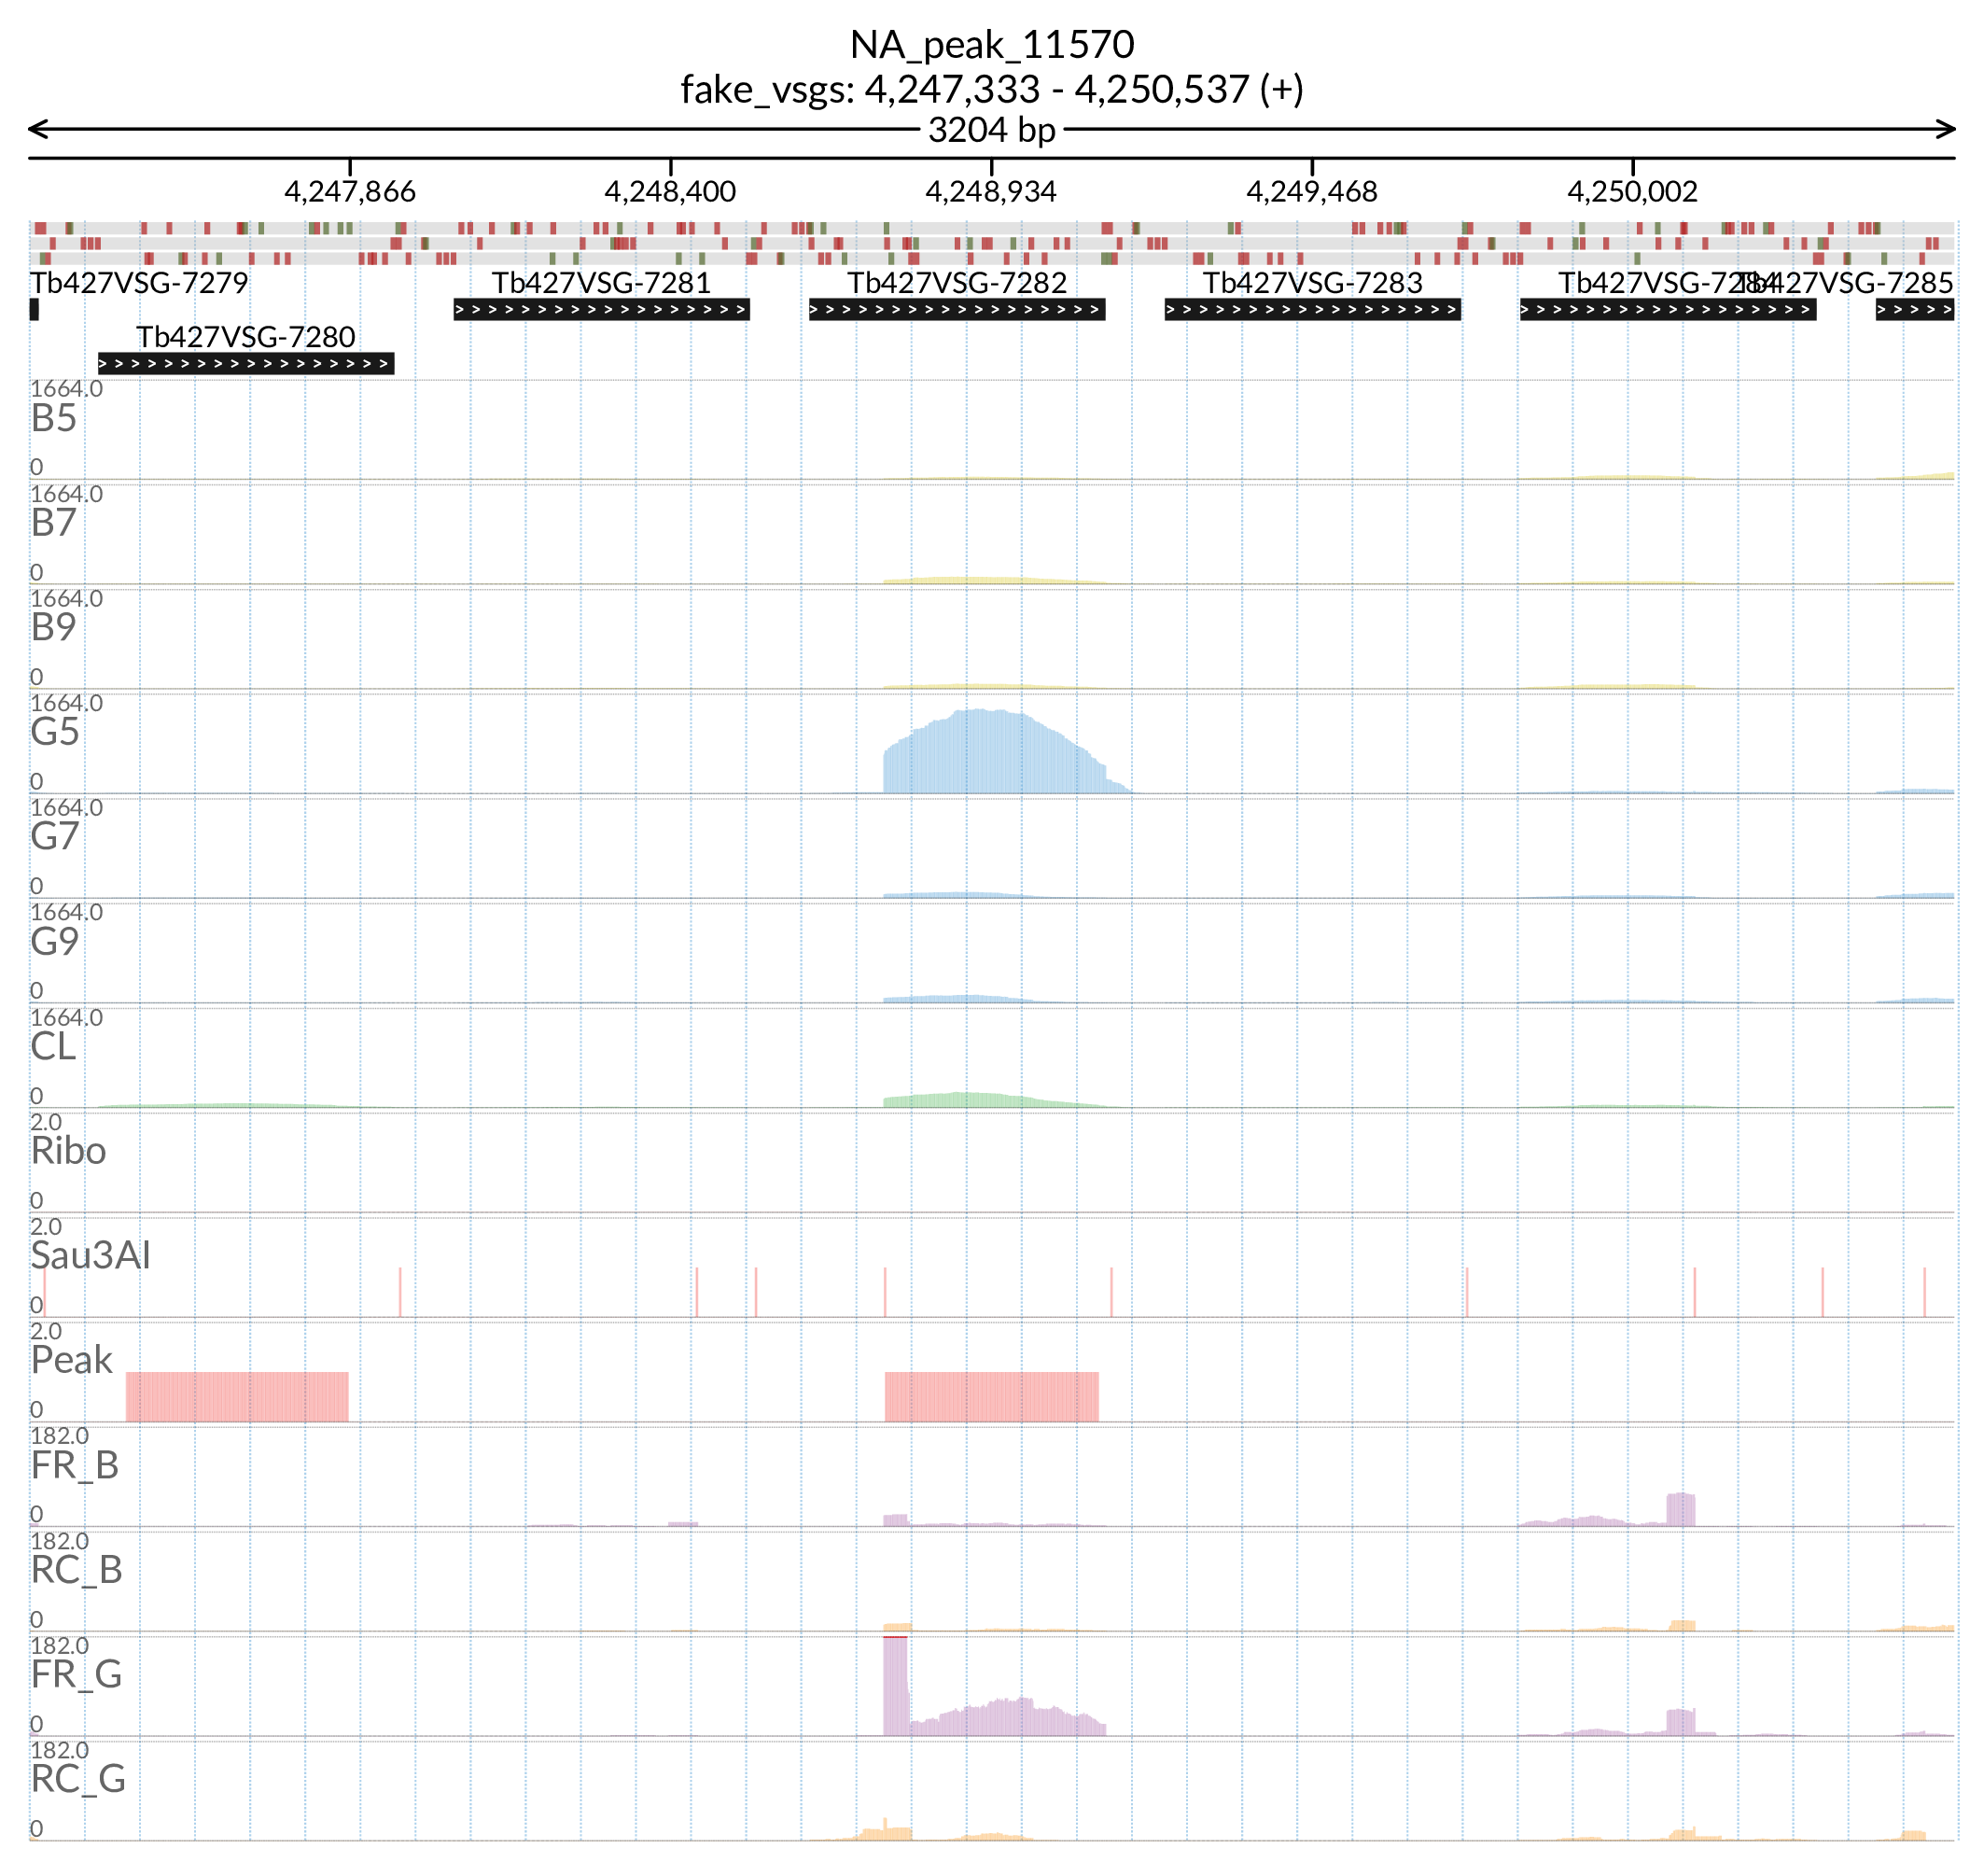 NA_peak_11570
fake_vsgs: 4,247,333 - 4,250,537 (+)
3204 bp
4,247,866 4,248,400 4,248,934 4,249,468 4,250,002
Tb427VSG-7279 Tb427VSG-7281 Tb427VSG-7282 Tb427VSG-7283 Tb427VSG-7284 Tb427VSG-7285
Tb427VSG-7280
1664.0
B5
0
1664.0
B7
0
1664.0
B9
0
1664.0
G5
0
1664.0
G7
0
1664.0
G9
0
1664.0
CL
0
2.0
Ribo
0
2.0
Sau3AI
0
2.0
Peak
0
182.0
FR_B
0
182.0
RC_B
0
182.0
FR_G
0
182.0
RC_G
0